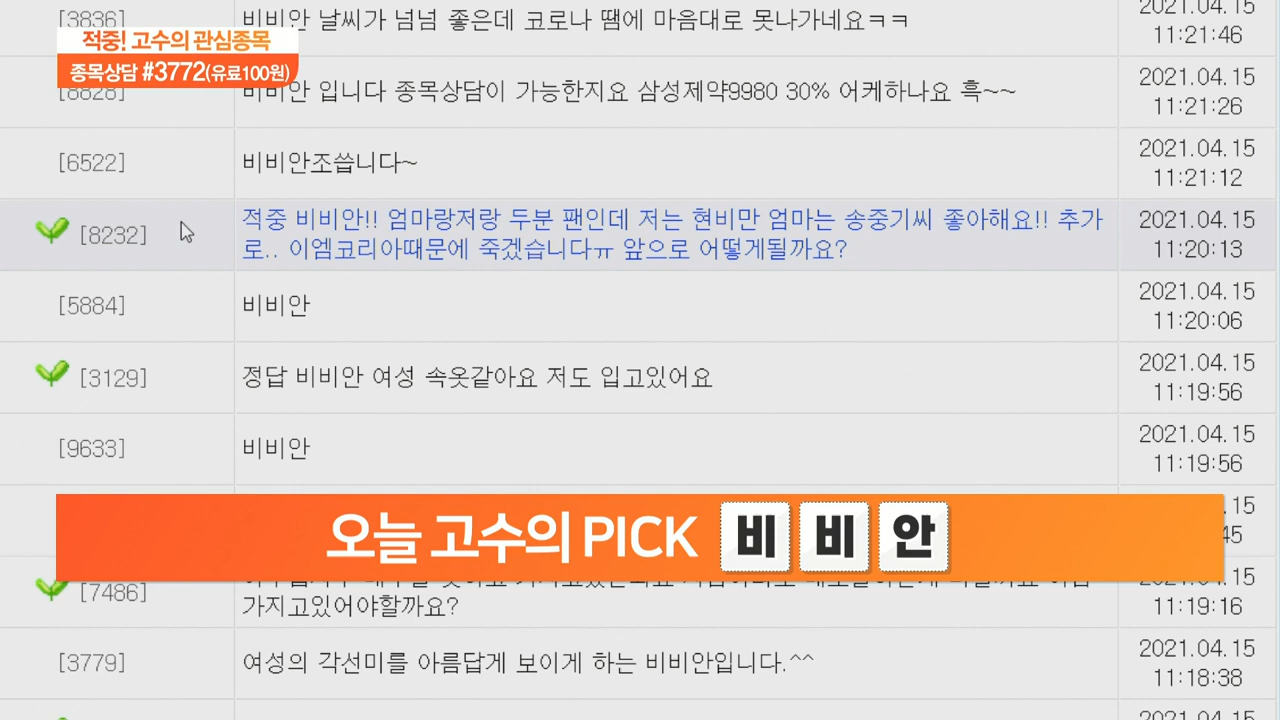 [3836] 비비안 날씨가 넘넘 좋은데 코로나 땜에 마음대로 못나가네요ㅋㅋ 2021.04.15
11:21:46
적중! 고수의 관심종목
종목상담 #3772(유료100원)
[8828] 비비안 입니다 종목상담이 가능한지요 삼성제약9980 30% 어케하나요 흑~~ 2021.04.15
11:21:26
[6522] 비비안조씁니다~ 2021.04.15
11:21:12
[8232] 적중 비비안!! 엄마랑저랑 두분 팬인데 저는 현비만 엄마는 송중기씨 좋아해요!! 추가 2021.04.15
로.. 이엠코리아때문에 죽겠습니다ㅠ 앞으로 어떻게될까요? 11:20:13
[5884] 비비안 2021.04.15
11:20:06
[3129] 정답 비비안 여성 속옷같아요 저도 입고있어요 2021.04.15
11:19:56
[9633] 비비안 2021.04.15
11:19:56
오늘 고수의 PICK 비비안
.15
45
[7486] 2021.04.15
가지고있어야할까요? 11:19:16
[3779] 여성의 각선미를 아름답게 보이게 하는 비비안입니다.^^ 2021.04.15
11:18:38
2021.04.15